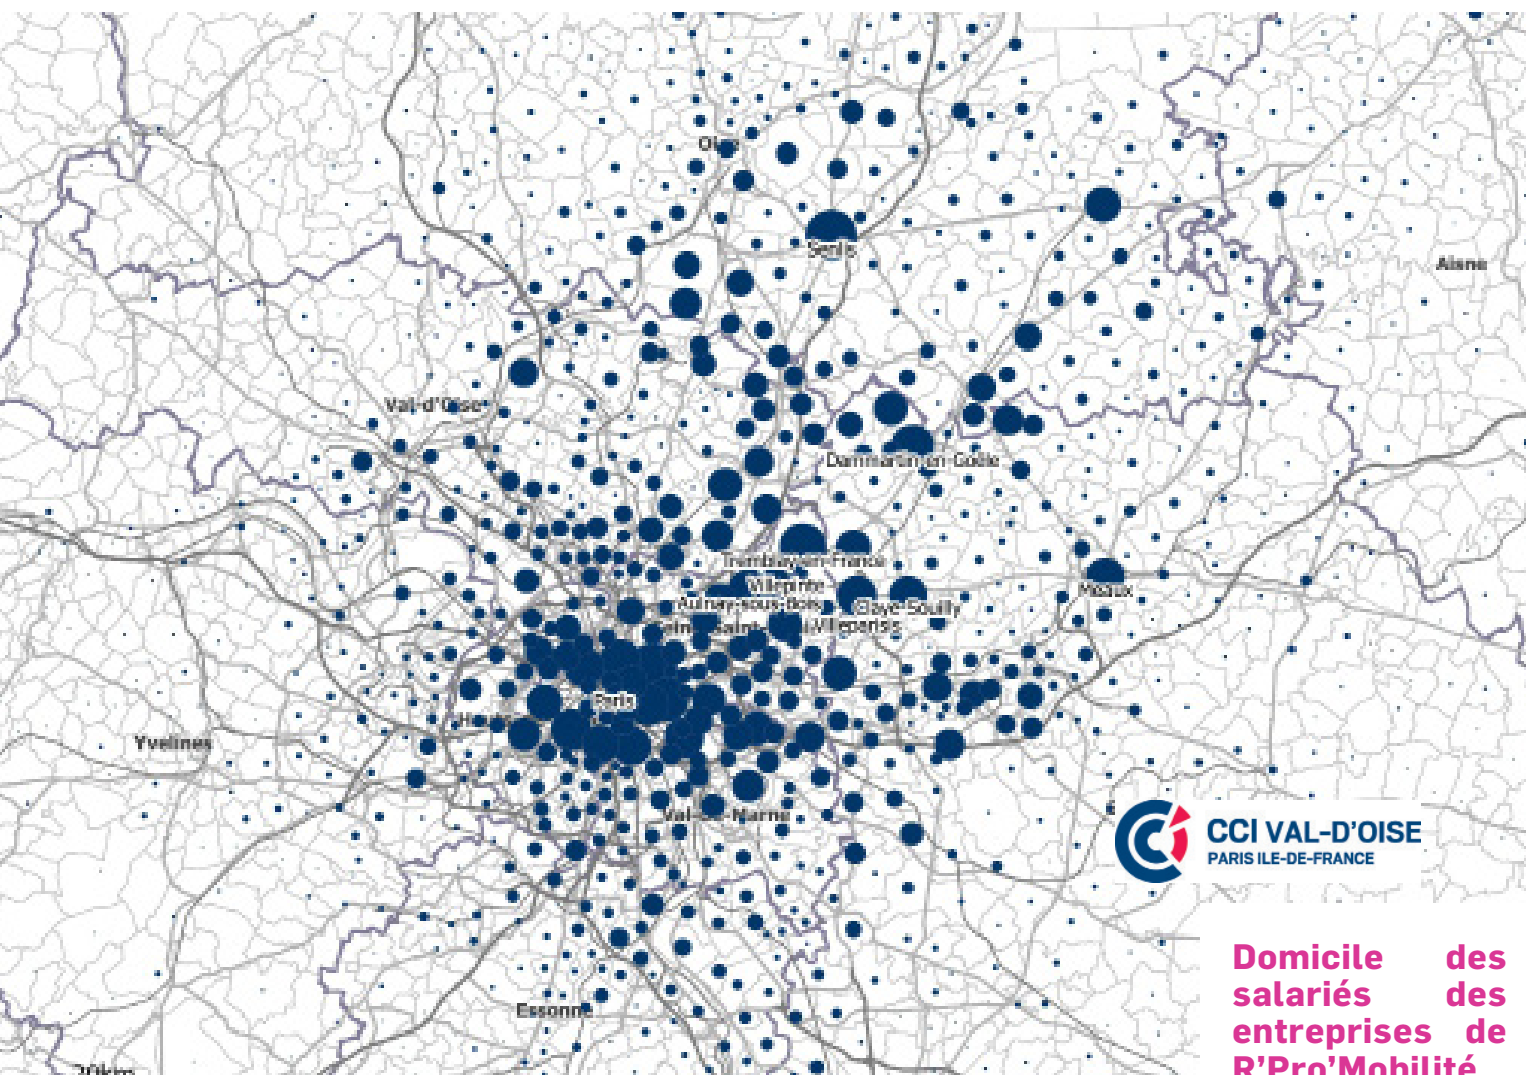 Oise
Senlis
Aisne
Val-d'Oise
Dammartin-en-Goële
Tremblay-en-France
Villepinte
Aulnay-sous-Bois
Claye-Souilly
Villeparisis
Meaux
Paris
Yvelines
Val-de-Marne
CCI VAL-D'OISE
PARIS ILE-DE-FRANCE
Domicile des
salariés des
entreprises de
R'Pro'Mobilité
Essonne
20km